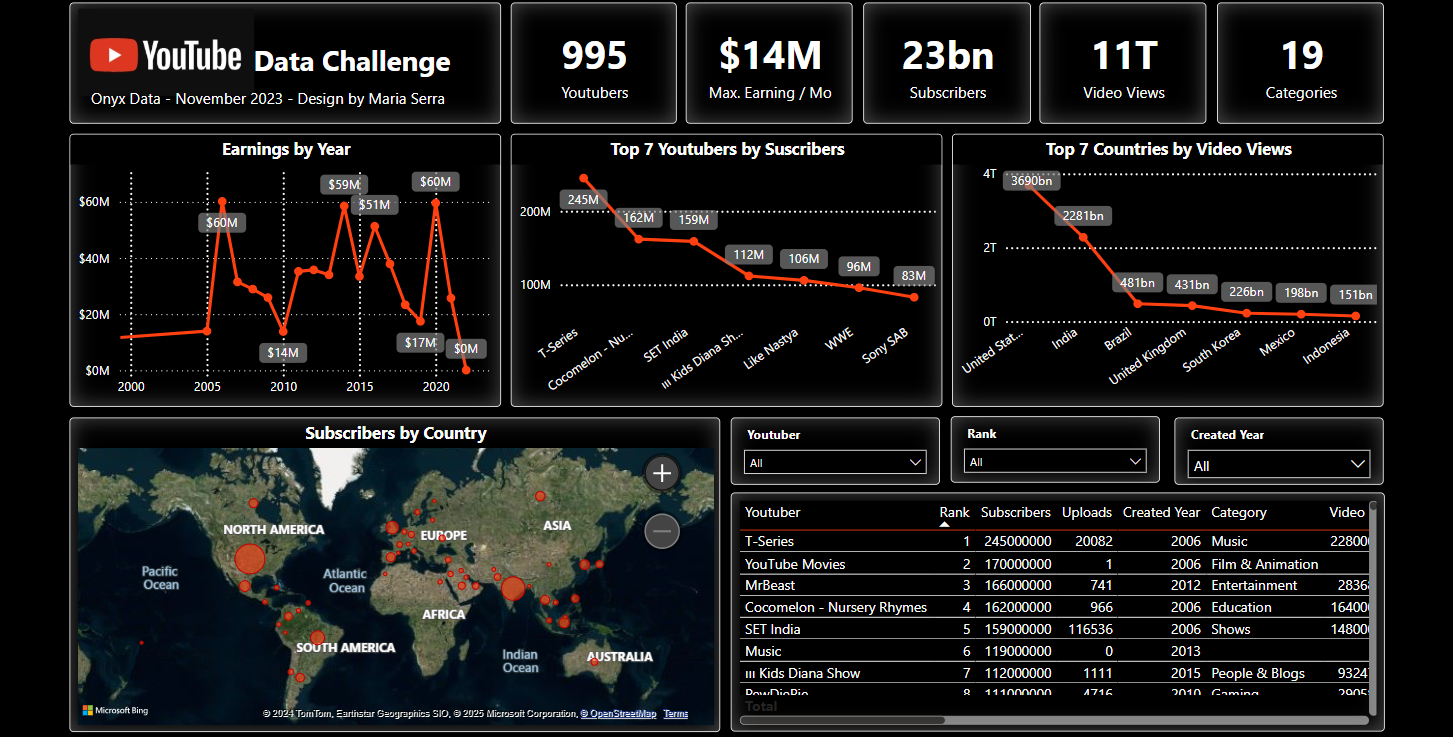 YouTube Data Challenge
Onyx Data - November 2023 - Design by Maria Serra
995
Youtubers
$14M
Max. Earning / Mo
23bn
Subscribers
11T
Video Views
19
Categories
Earnings by Year
$60M
$40M
$20M
$0M
$60M
$14M
$59M
$51M
$17M
$60M
$0M
2000
2005
2010
2015
2020
Top 7 Youtubers by Suscribers
200M
100M
245M
162M
159M
112M
106M
96M
83M
T-Series
Cocomelon - Nu...
SET India
ııı Kids Diana Sh...
Like Nastya
WWE
Sony SAB
Top 7 Countries by Video Views
4T
2T
0T
3690bn
2281bn
481bn
431bn
226bn
198bn
151bn
United Stat...
India
Brazil
United Kingdom
South Korea
Mexico
Indonesia
Subscribers by Country
NORTH AMERICA
EUROPE
ASIA
Pacific
Ocean
Atlantic
Ocean
AFRICA
SOUTH AMERICA
Indian
Ocean
AUSTRALIA
Microsoft Bing
© 2024 TomTom, Earthstar Geographics SIO, © 2025 Microsoft Corporation, © OpenStreetMap Terms
Youtuber
All
Rank
All
Created Year
All
Youtuber Rank Subscribers Uploads Created Year Category Video
T-Series 1 245000000 20082 2006 Music 22800
YouTube Movies 2 170000000 1 2006 Film & Animation
MrBeast 3 166000000 741 2012 Entertainment 2836
Cocomelon - Nursery Rhymes 4 162000000 966 2006 Education 16400
SET India 5 159000000 116536 2006 Shows 14800
Music 6 119000000 0 2013
ııı Kids Diana Show 7 112000000 1111 2015 People & Blogs 9324
PewDiePie 8 111000000 4716 2010 Gaming 2905
Total